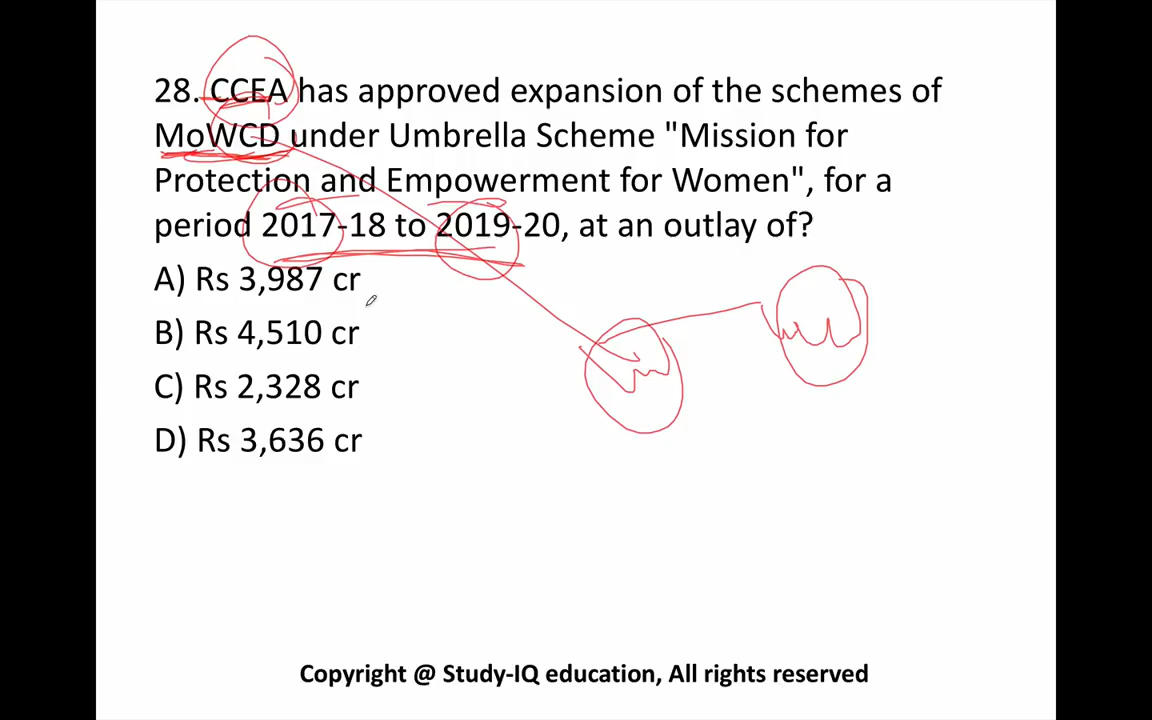 28. CCEA has approved expansion of the schemes of
MoWCD under Umbrella Scheme "Mission for
Protection and Empowerment for Women", for a
period 2017-18 to 2019-20, at an outlay of?
A) Rs 3,987 cr
B) Rs 4,510 cr
C) Rs 2,328 cr
D) Rs 3,636 cr
Copyright @ Study-IQ education, All rights reserved